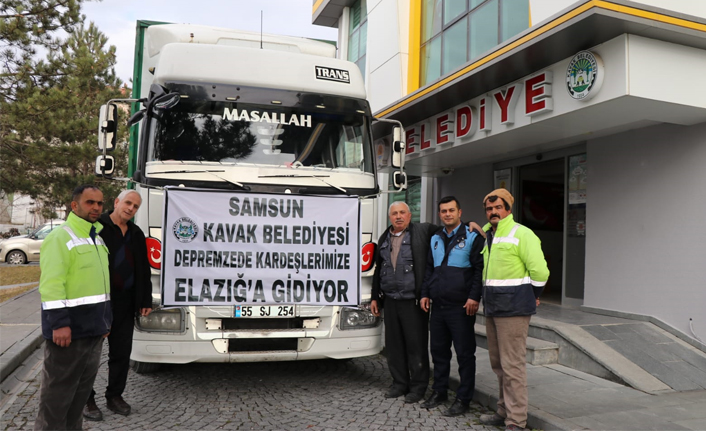 TRANS
MASALLAH
BELEDİYE
SAMSUN
KAVAK BELEDİYESİ
DEPREMZEDE KARDEŞLERİMİZE
ELAZIĞ'A GİDİYOR
55 SJ 254